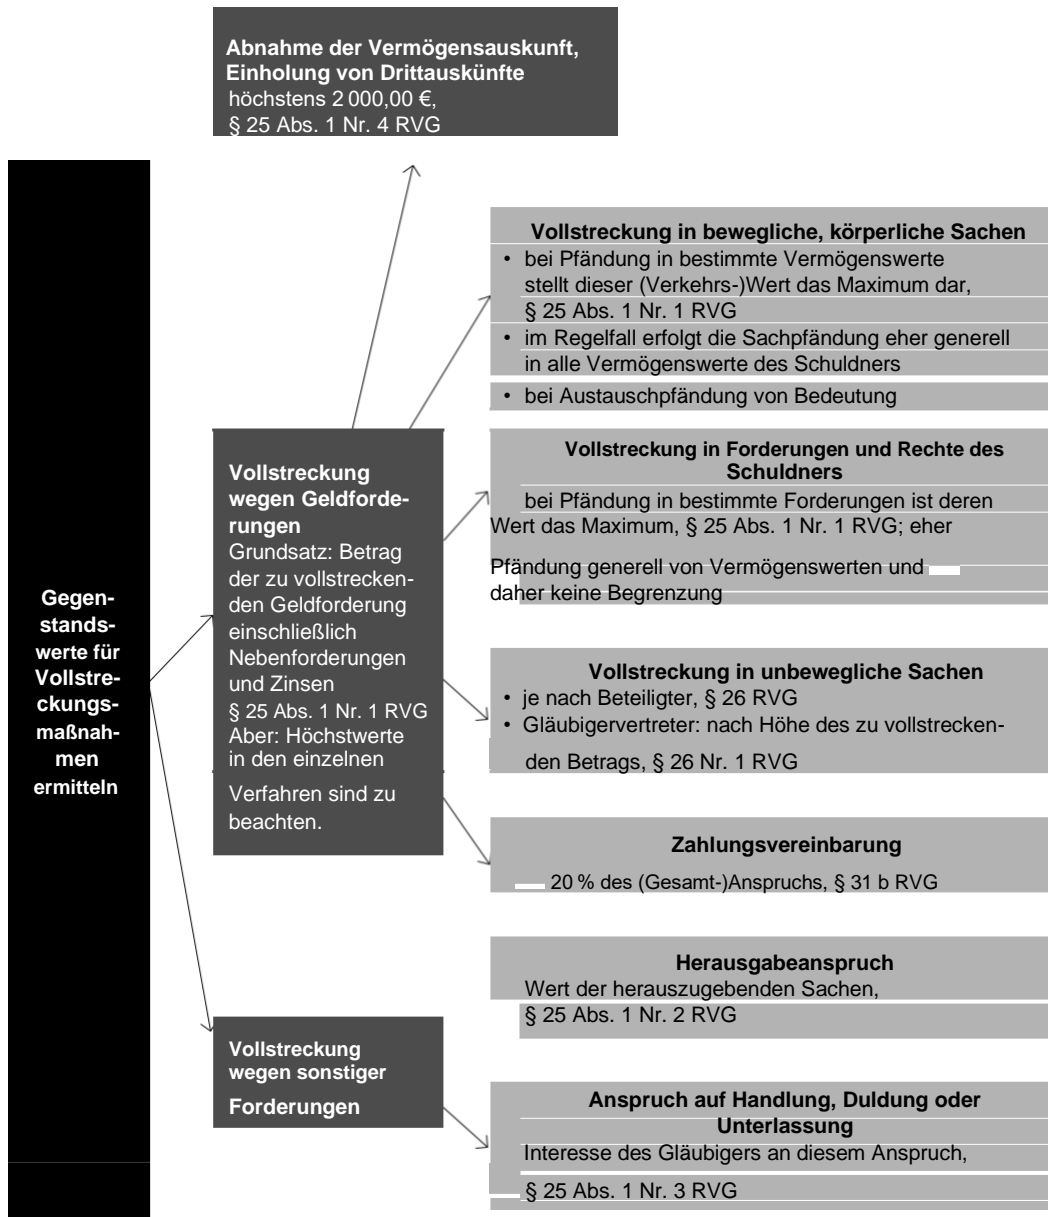 Abnahme der Vermögensauskunft,
Einholung von Drittauskünfte
höchstens 2 000,00 €,
§ 25 Abs. 1 Nr. 4 RVG
Gegen-
stands-
werte für
Vollstre-
ckungs-
maßnah-
men
ermitteln
Vollstreckung
wegen Geldforde-
rungen
Grundsatz: Betrag
der zu vollstrecken-
den Geldforderung
einschließlich
Nebenforderungen
und Zinsen
§ 25 Abs. 1 Nr. 1 RVG
Aber: Höchstwerte
in den einzelnen
Verfahren sind zu
beachten.
Vollstreckung in bewegliche, körperliche Sachen
• bei Pfändung in bestimmte Vermögenswerte
stellt dieser (Verkehrs-)Wert das Maximum dar,
§ 25 Abs. 1 Nr. 1 RVG
• im Regelfall erfolgt die Sachpfändung eher generell
in alle Vermögenswerte des Schuldners
• bei Austauschpfändung von Bedeutung
Vollstreckung in Forderungen und Rechte des
Schuldners
bei Pfändung in bestimmte Forderungen ist deren
Wert das Maximum, § 25 Abs. 1 Nr. 1 RVG; eher
Pfändung generell von Vermögenswerten und
daher keine Begrenzung
Vollstreckung in unbewegliche Sachen
• je nach Beteiligter, § 26 RVG
• Gläubigervertreter: nach Höhe des zu vollstrecken-
den Betrags, § 26 Nr. 1 RVG
Zahlungsvereinbarung
20 % des (Gesamt-)Anspruchs, § 31 b RVG
Vollstreckung
wegen sonstiger
Forderungen
Herausgabeanspruch
Wert der herauszugebenden Sachen,
§ 25 Abs. 1 Nr. 2 RVG
Anspruch auf Handlung, Duldung oder
Unterlassung
Interesse des Gläubigers an diesem Anspruch,
§ 25 Abs. 1 Nr. 3 RVG